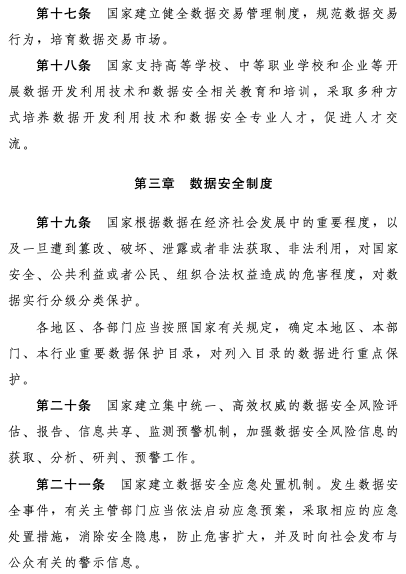 第十七条　国家建立健全数据交易管理制度，规范数据交易
行为，培育数据交易市场。
第十八条　国家支持高等学校、中等职业学校和企业等开
展数据开发利用技术和数据安全相关教育和培训，采取多种方
式培养数据开发利用技术和数据安全专业人才，促进人才交
流。
第三章　数据安全制度
第十九条　国家根据数据在经济社会发展中的重要程度，以
及一旦遭到篡改、破坏、泄露或者非法获取、非法利用，对国家
安全、公共利益或者公民、组织合法权益造成的危害程度，对数
据实行分级分类保护。
各地区、各部门应当按照国家有关规定，确定本地区、本部
门、本行业重要数据保护目录，对列入目录的数据进行重点保
护。
第二十条　国家建立集中统一、高效权威的数据安全风险评
估、报告、信息共享、监测预警机制，加强数据安全风险信息的
获取、分析、研判、预警工作。
第二十一条　国家建立数据安全应急处置机制。发生数据安
全事件，有关主管部门应当依法启动应急预案，采取相应的应急
处置措施，消除安全隐患，防止危害扩大，并及时向社会发布与
公众有关的警示信息。